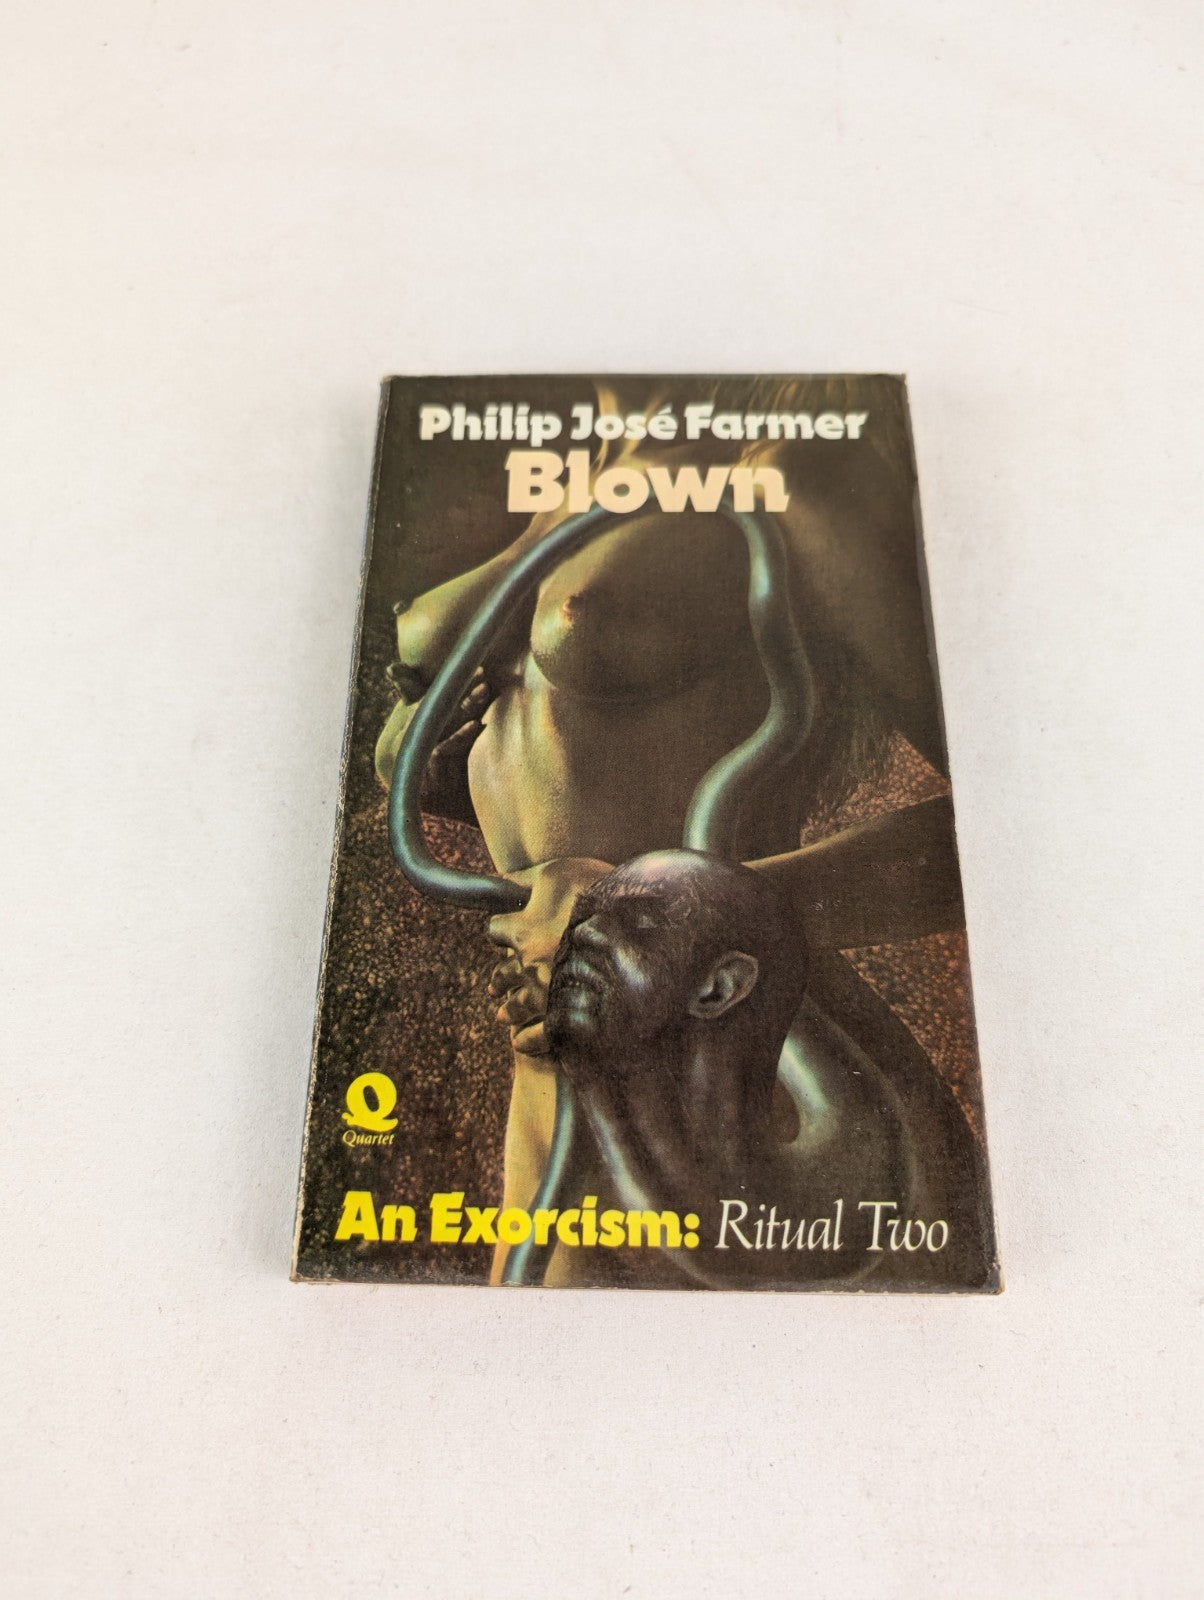 Philip José Farmer
Blown
Quartet
An Exorcism: Ritual Two